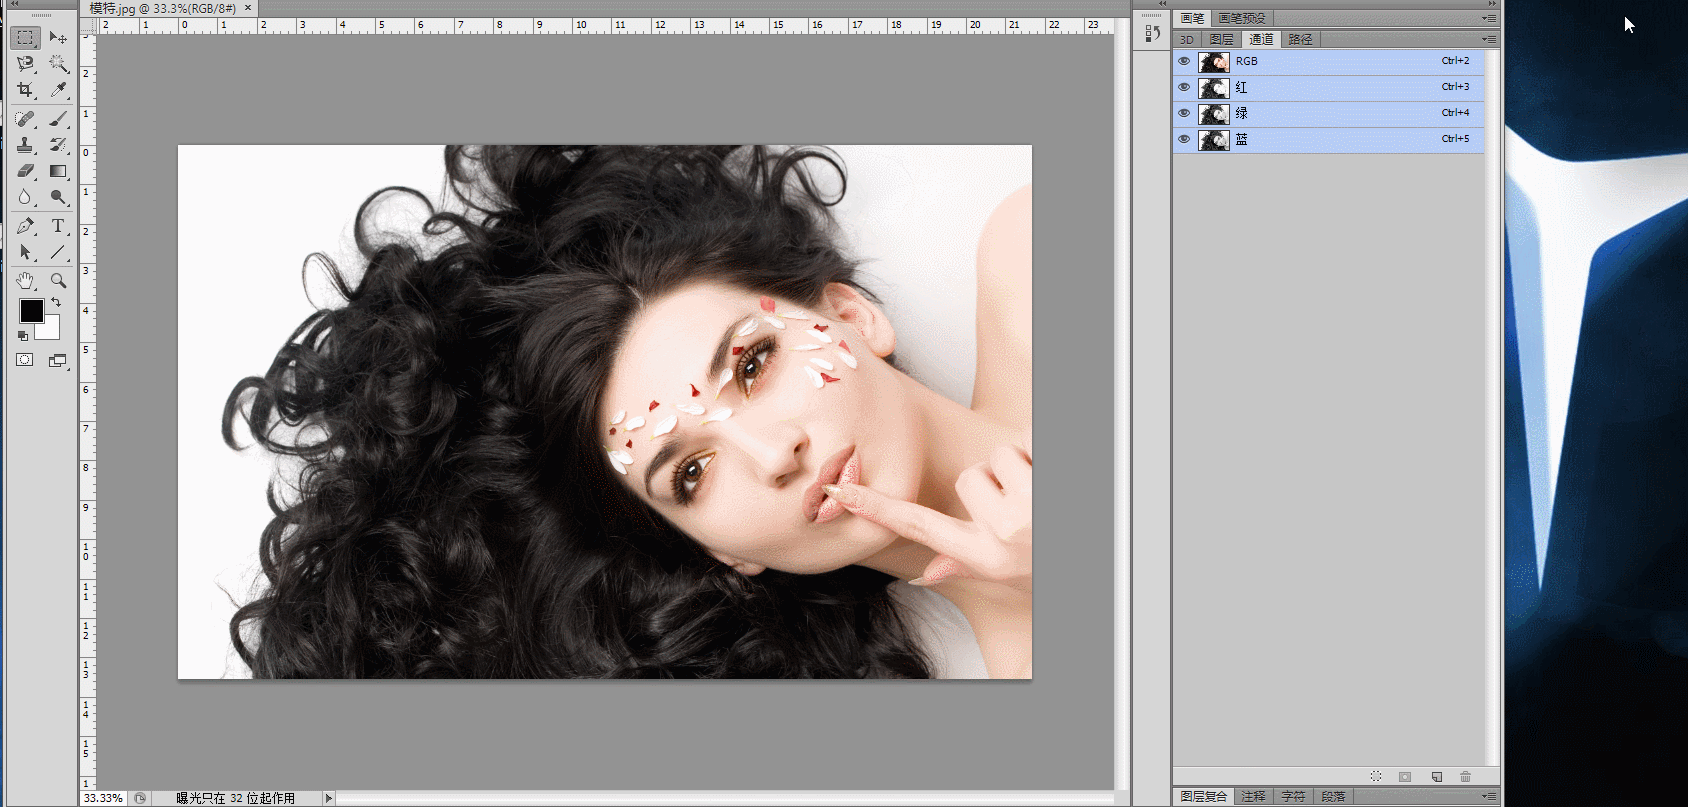 模特.jpg @ 33.3%(RGB/8#) ×
2 1 0 1 2 3 4 5 6 7 8 9 10 11 12 13 14 15 16 17 18 19 20 21 22 23
2
1
0
1
2
3
4
5
6
7
8
9
10
11
12
13
14
15
1
T
33.33%
曝光只在 32 位起作用
画笔 画笔预设
3D 图层 通道 路径
RGB Ctrl+2
红 Ctrl+3
绿 Ctrl+4
蓝 Ctrl+5
图层复合 注释 字符 段落